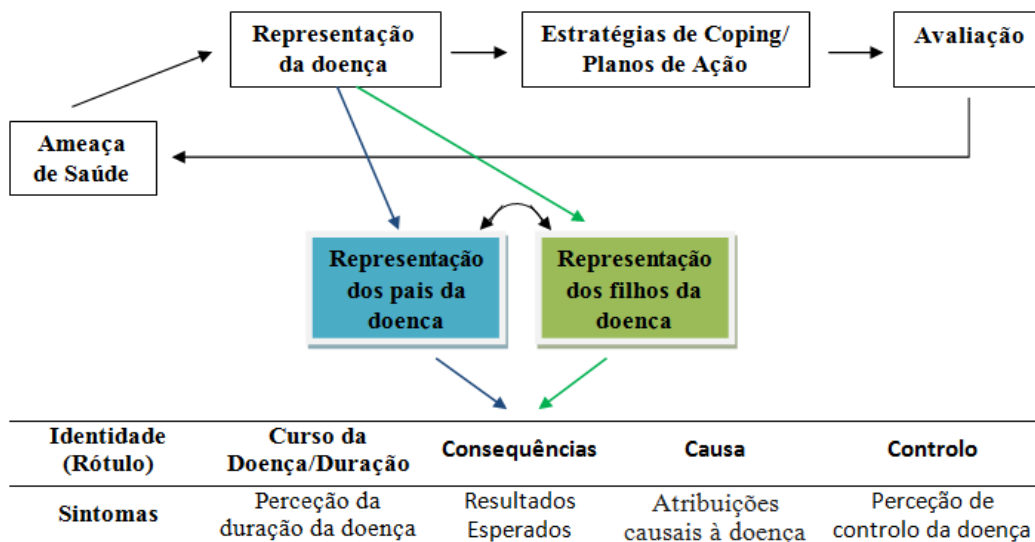 Representação
da doença
Estratégias de Coping/
Planos de Ação
Avaliação
Ameaça
de Saúde
Representação
dos pais da
doença
Representação
dos filhos da
doença
Identidade
(Rótulo)
Curso da
Doença/Duração
Consequências
Causa
Controlo
Sintomas
Perceção da
duração da doença
Resultados
Esperados
Atribuições
causais à doença
Perceção de
controlo da doença